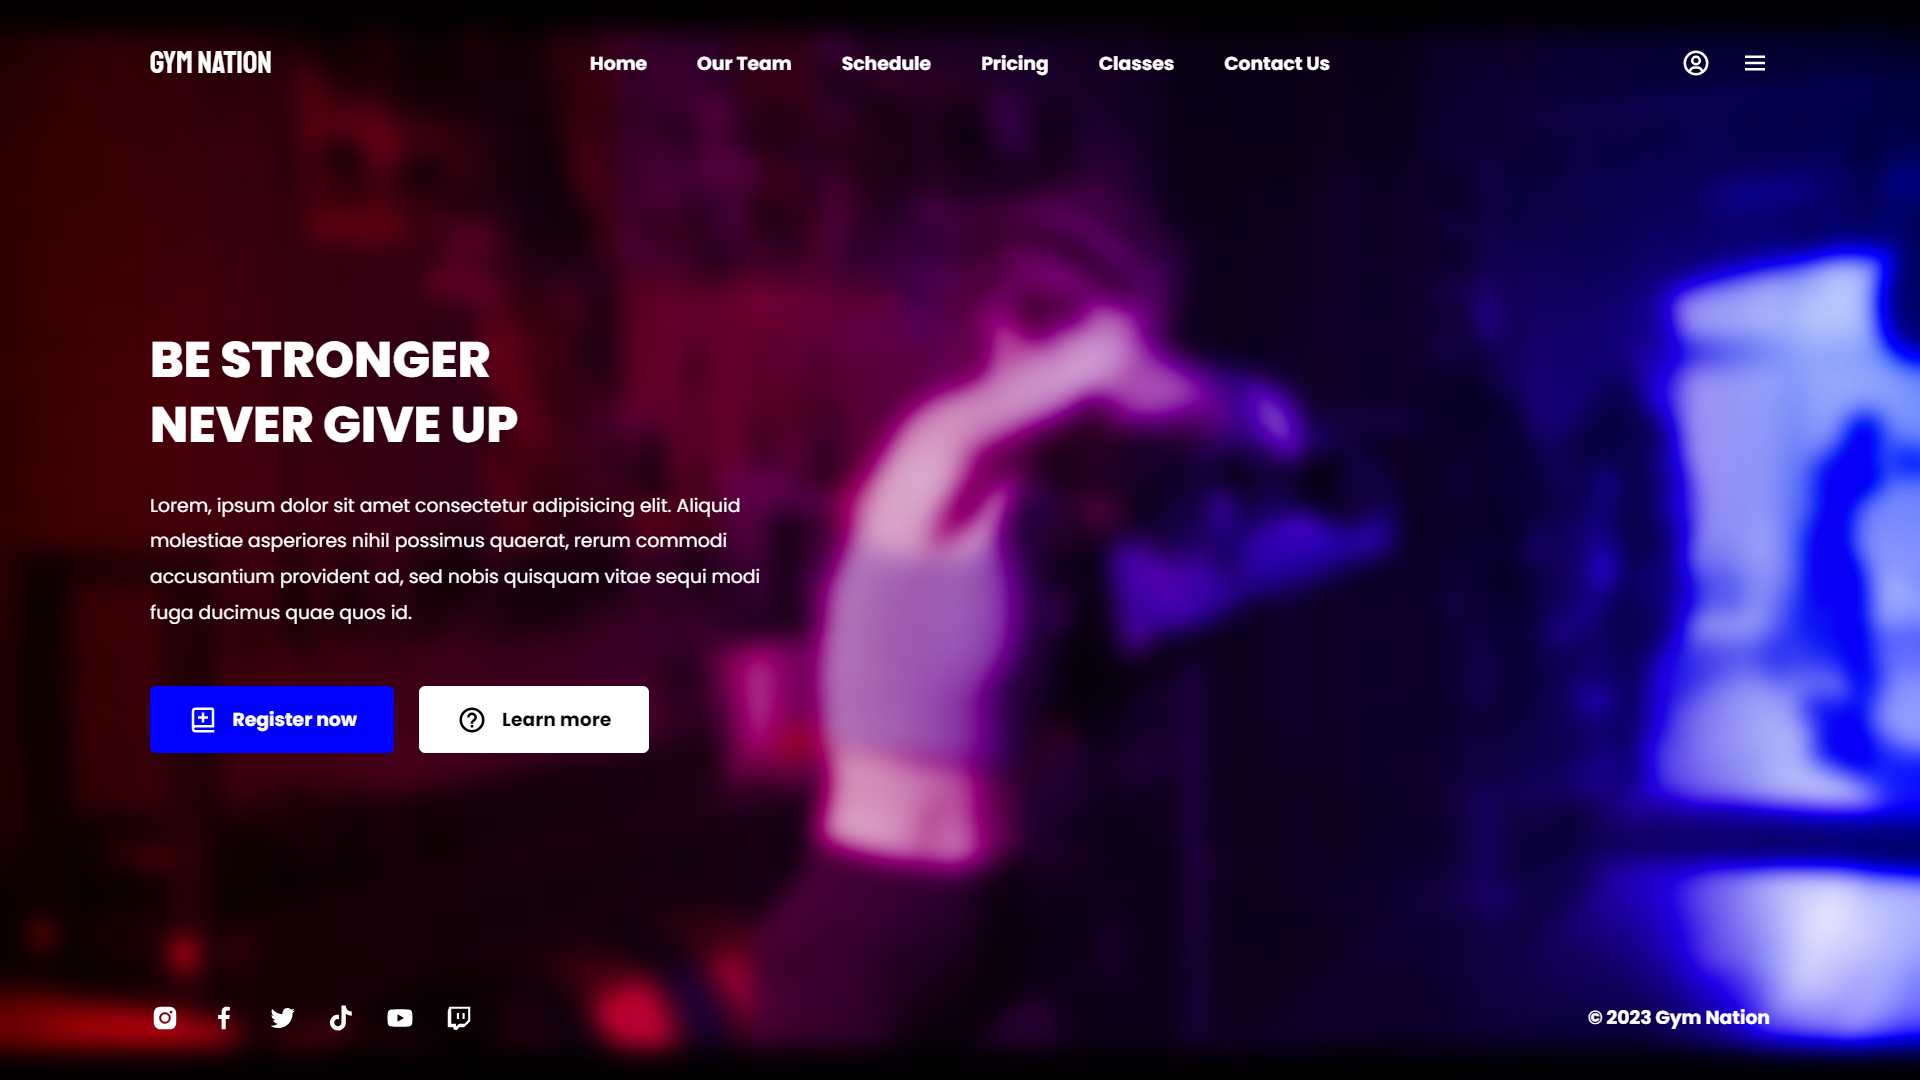 GYM NATION
Home Our Team Schedule Pricing Classes Contact Us
BE STRONGER
NEVER GIVE UP
Lorem, ipsum dolor sit amet consectetur adipisicing elit. Aliquid
molestiae asperiores nihil possimus quaerat, rerum commodi
accusantium provident ad, sed nobis quisquam vitae sequi modi
fuga ducimus quae quos id.
Register now Learn more
© 2023 Gym Nation